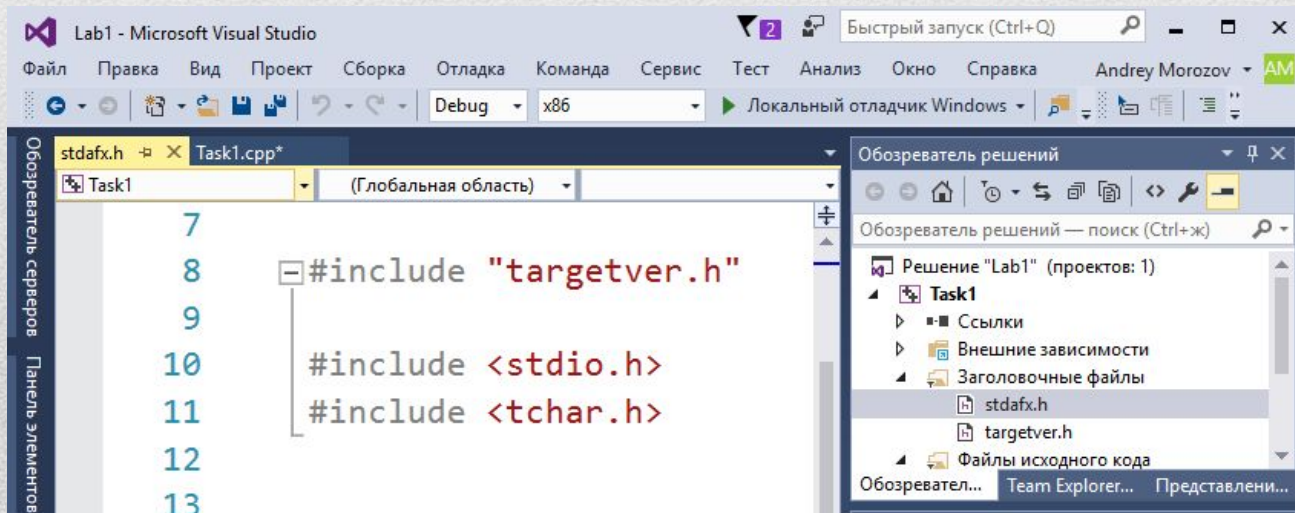 Lab1 - Microsoft Visual Studio
2
Быстрый запуск (Ctrl+Q)
Файл Правка Вид Проект Сборка Отладка Команда Сервис Тест Анализ Окно Справка Andrey Morozov AM
Debug x86 Локальный отладчик Windows
Обозреватель серверов
Панель элементов
stdafx.h Task1.cpp*
Task1 (Глобальная область)
7
8 #include "targetver.h"
9
10 #include <stdio.h>
11 #include <tchar.h>
12
13
Обозреватель решений
Обозреватель решений — поиск (Ctrl+ж)
Решение "Lab1" (проектов: 1)
Task1
Ссылки
Внешние зависимости
Заголовочные файлы
stdafx.h
targetver.h
Файлы исходного кода
Обозревател... Team Explorer... Представлени...